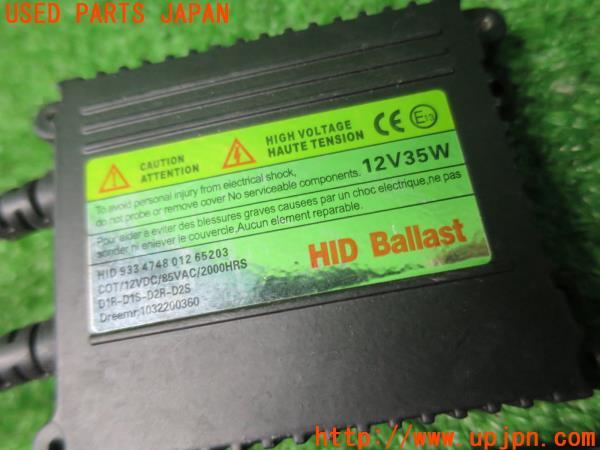 USED PARTS JAPAN
CAUTION
ATTENTION
HIGH VOLTAGE
HAUTE TENSION
CE E13
To avoid personal injury from electrical shock,
do not probe or remove cover No serviceable components.
12V35W
Pour aider a eviter des blessures graves causees par un choc electrique,ne pas
sonder ni enlever le couvercle,Aucun element reparable.
HID 933 4748 012 65203
COT/12VDC/85VAC/2000HRS
D1R-D1S-D2R-D2S
Dreemr:1032200360
HID Ballast
UPJ
http://www.upjpn.com/